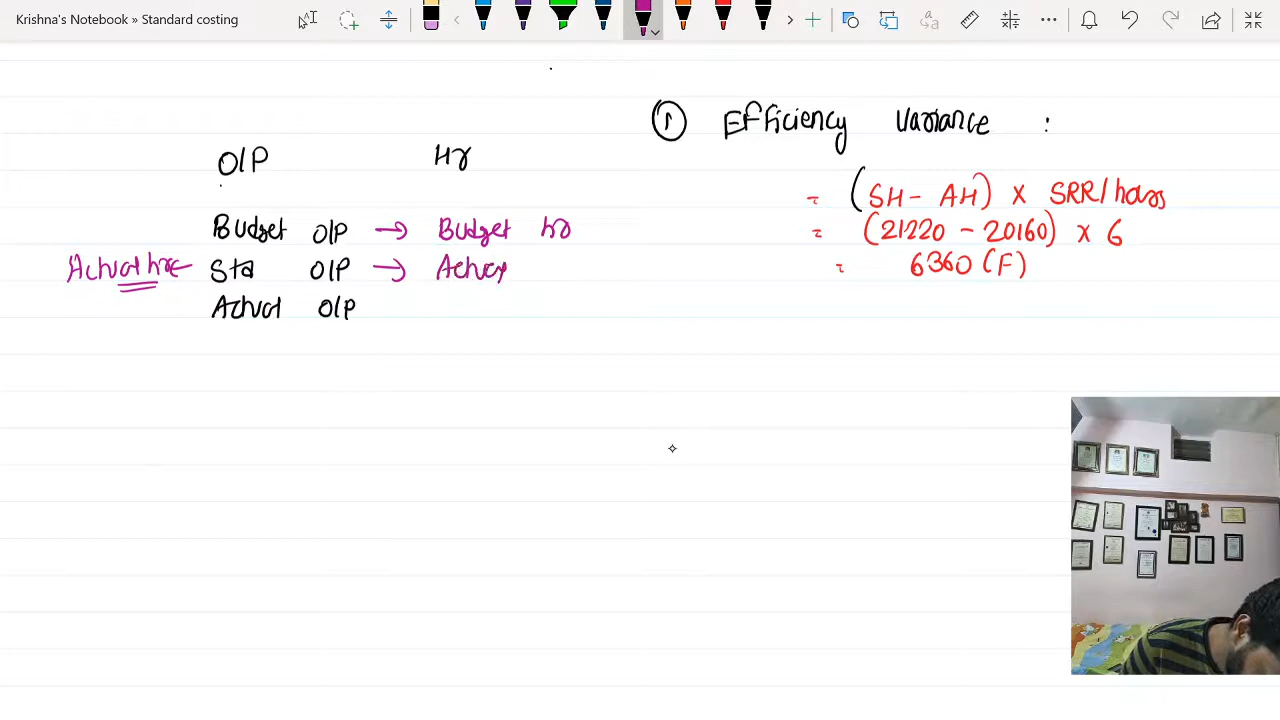 Krishna's Notebook » Standard costing
O/P Hr
Budget O/P → Budget hr
Actual hr Std O/P → Actual
Actual O/P
① Efficiency Variance :
= (SH - AH) × SRR/hours
= (21220 - 20160) × 6
= 6360 (F)